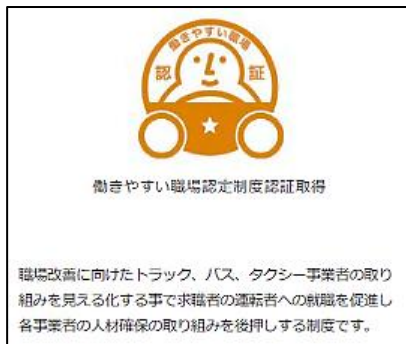 働きやすい職場
認 証
働きやすい職場認定制度認証取得
職場改善に向けたトラック、バス、タクシー事業者の取り
組みを見える化する事で求職者の運転者への就職を促進し
各事業者の人材確保の取り組みを後押しする制度です。